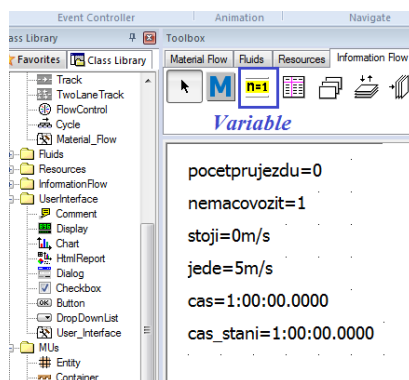 Event Controller
Animation
Navigate
ass Library
Toolbox
Favorites
Class Library
Material Flow
Fluids
Resources
Information Flow
M
n=1
Variable
Track
TwoLaneTrack
FlowControl
Cycle
Material_Flow
Fluids
Resources
InformationFlow
UserInterface
Comment
Display
Chart
HtmlReport
Dialog
Checkbox
OK Button
DropDownList
User_Interface
MUs
Entity
Container
pocetprujezdu=0
nemacovozit=1
stoji=0m/s
jede=5m/s
cas=1:00:00.0000
cas_stani=1:00:00.0000